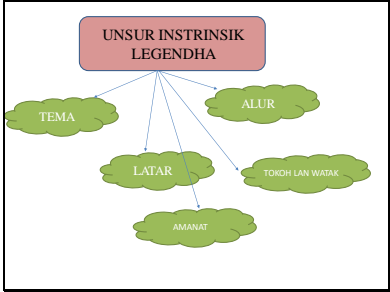 UNSUR INSTRINSIK
LEGENDHA
ALUR
TEMA
LATAR
TOKOH LAN WATAK
AMANAT